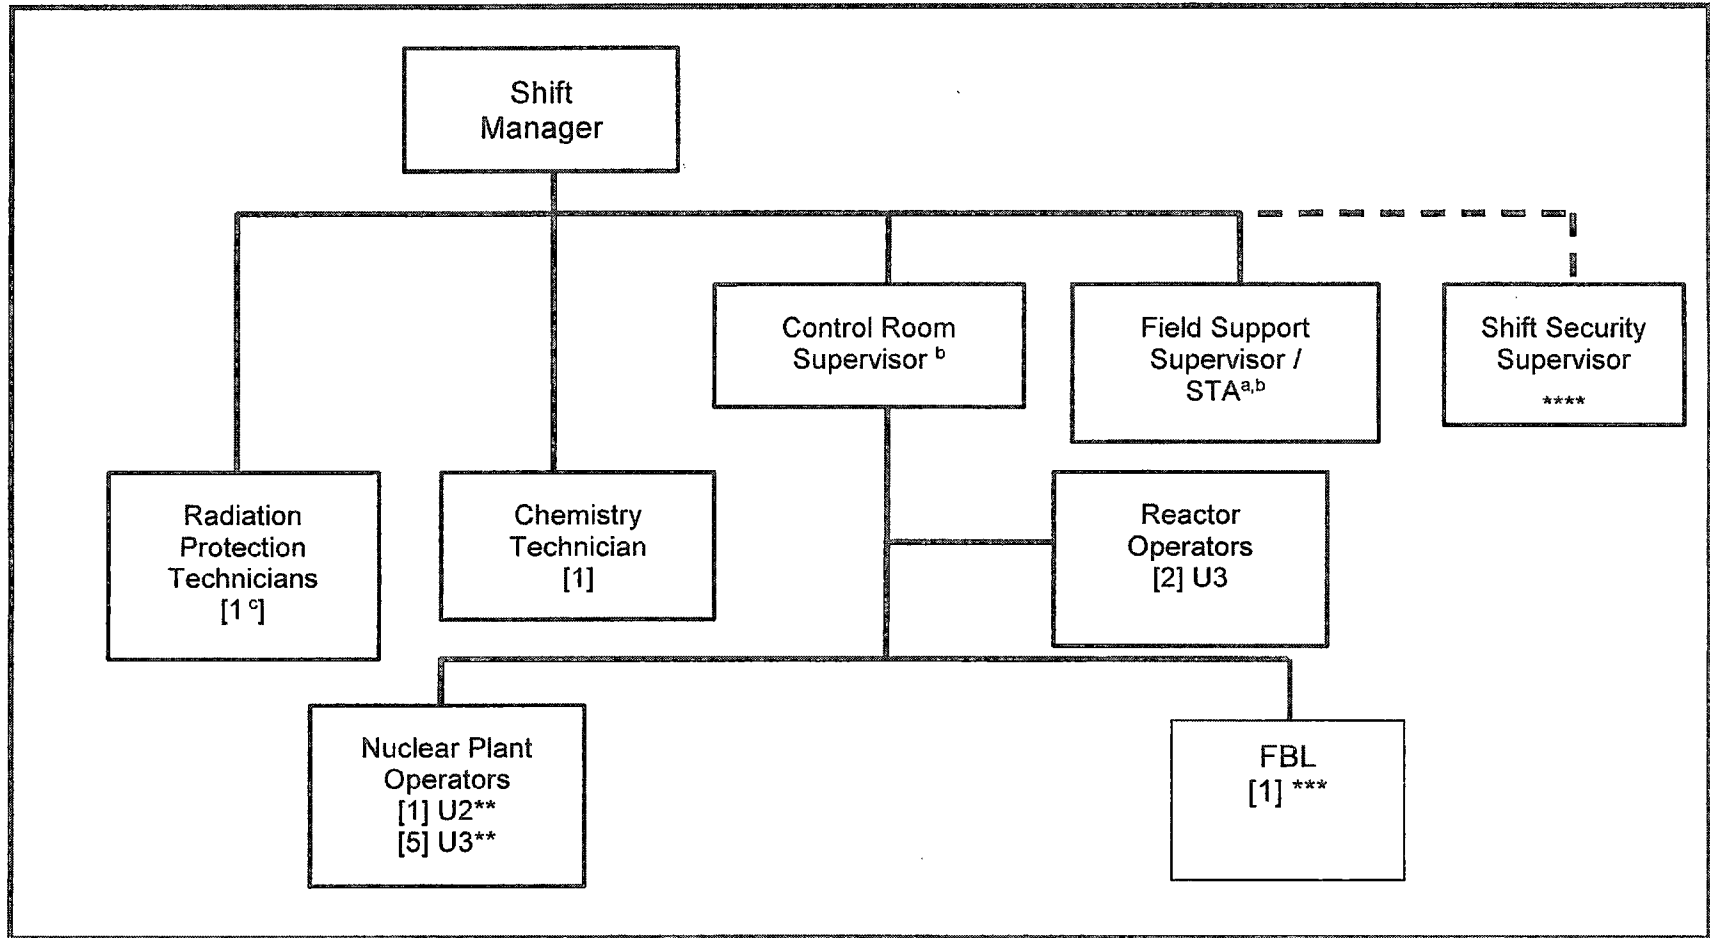 Shift
Manager
Control Room
Supervisor ᵇ
Field Support
Supervisor /
STAᵃ,ᵇ
Shift Security
Supervisor
****
Radiation
Protection
Technicians
[1 ᶜ]
Chemistry
Technician
[1]
Reactor
Operators
[2] U3
Nuclear Plant
Operators
[1] U2**
[5] U3**
FBL
[1] ***